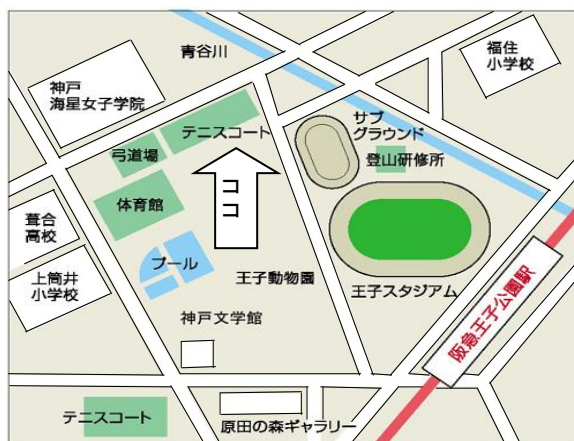 青谷川
福住
小学校
神戸
海星女子学院
テニスコート
サブ
グラウンド
弓道場
登山研修所
ココ
体育館
葺合
高校
プール
上筒井
小学校
王子動物園
王子スタジアム
阪急王子公園駅
神戸文学館
テニスコート
原田の森ギャラリー